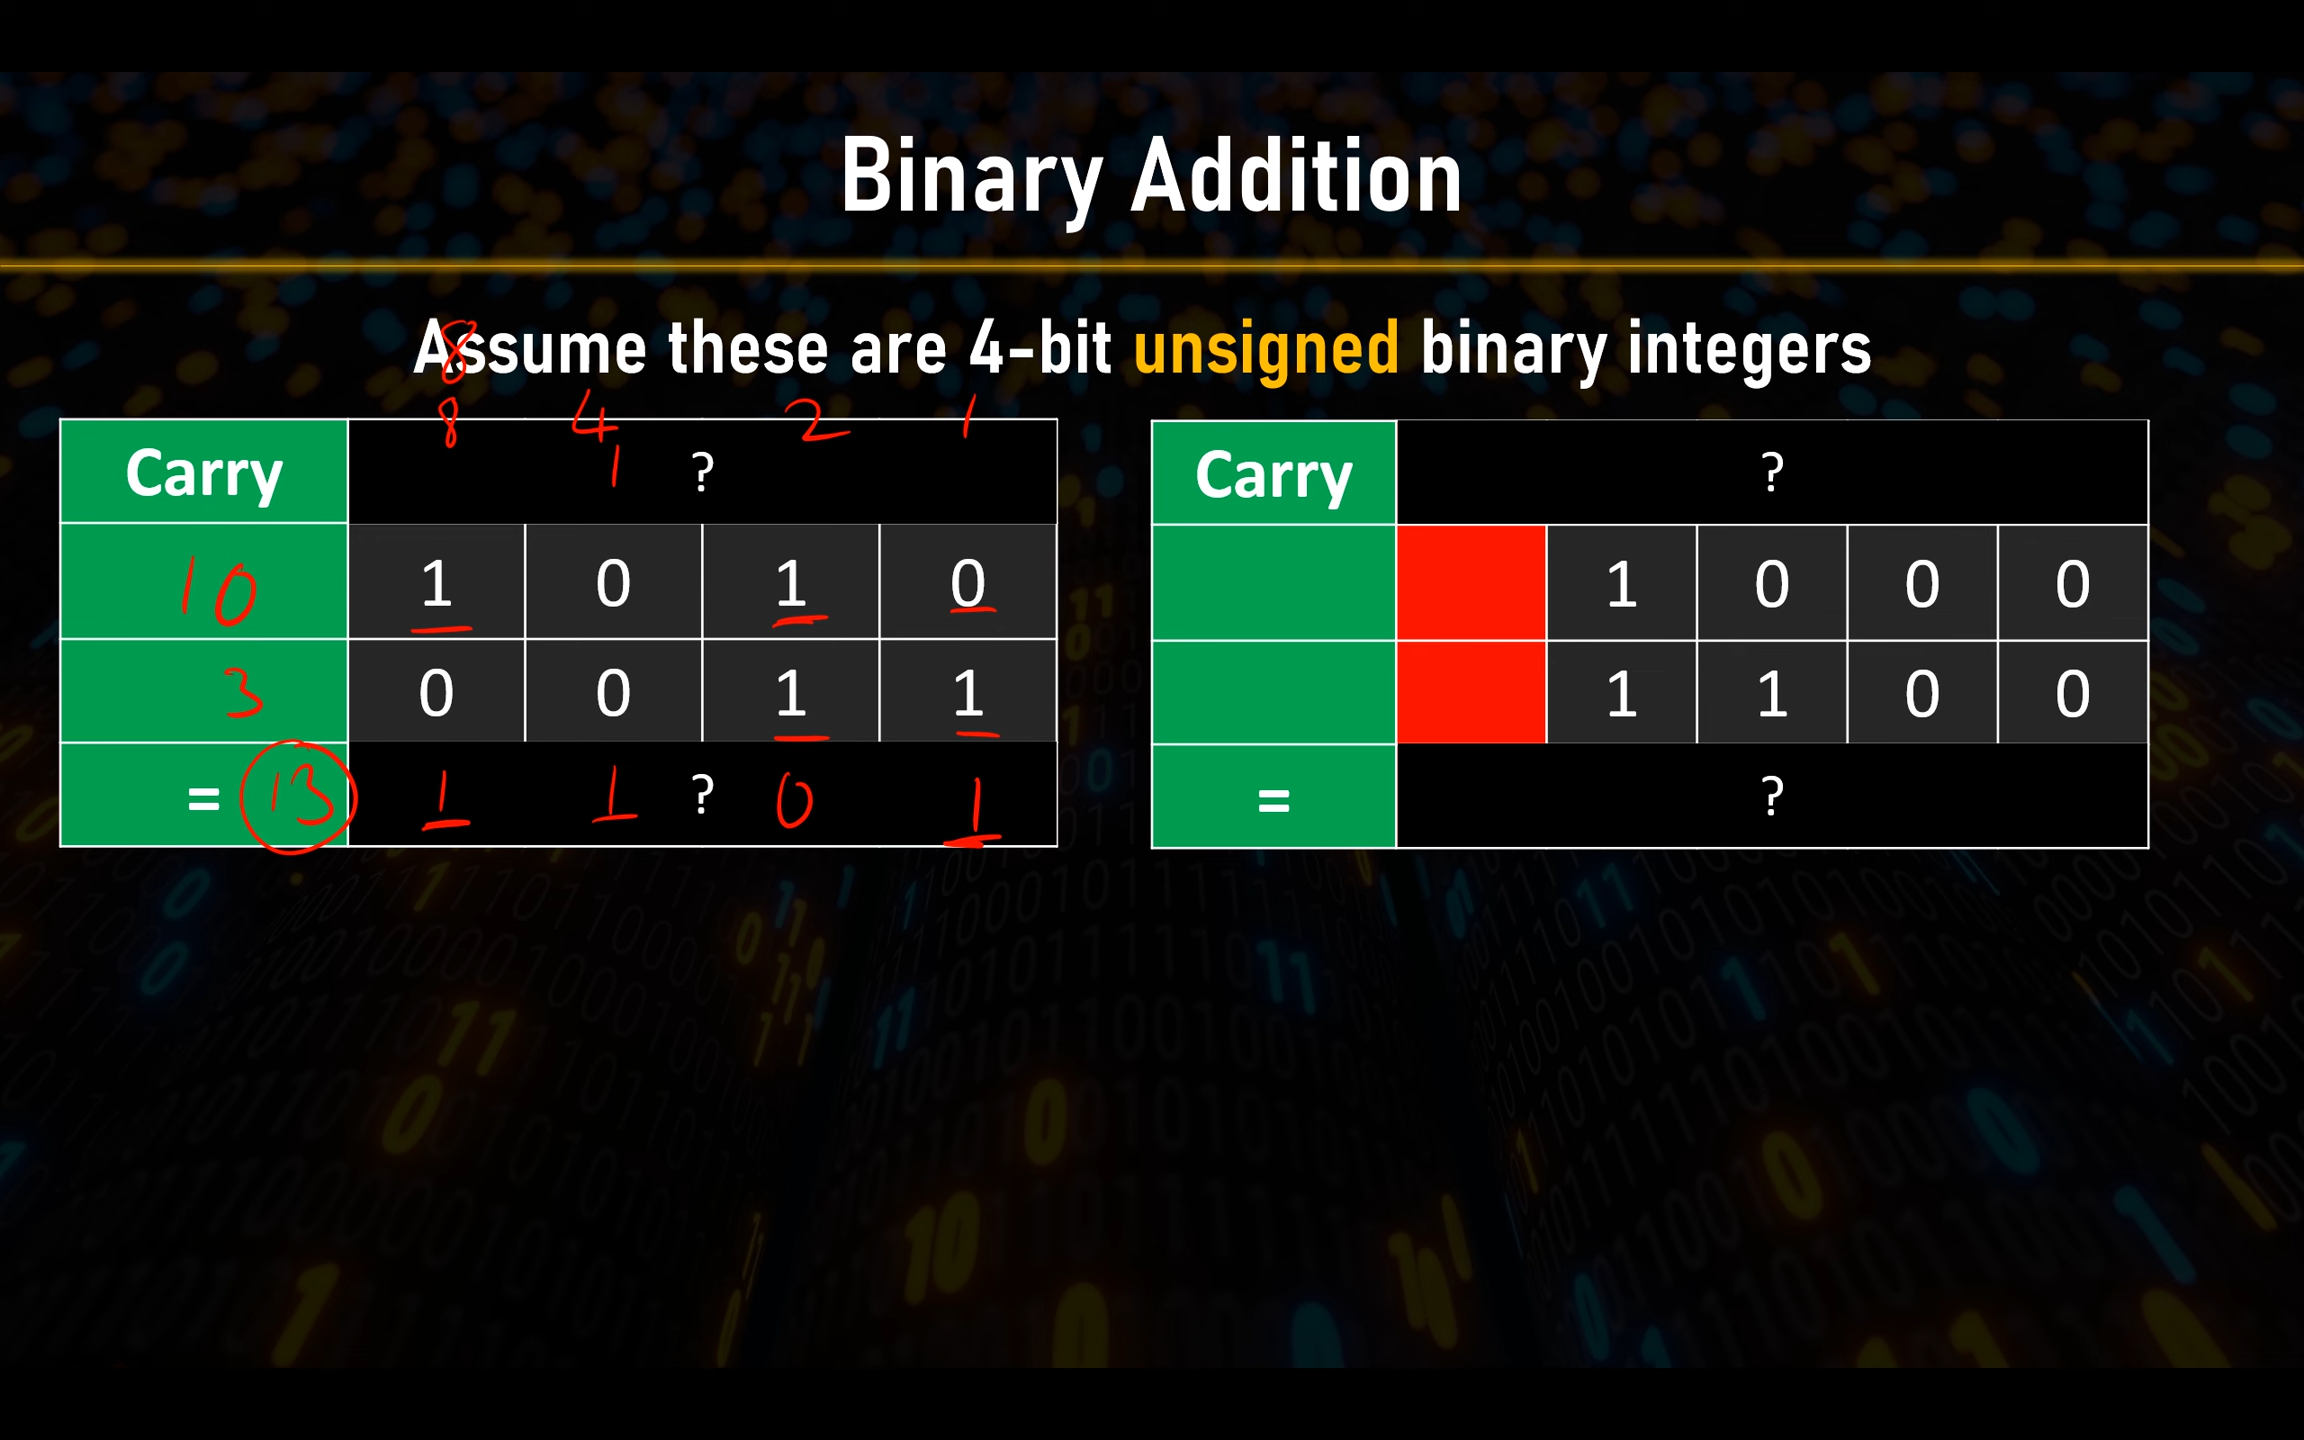 Binary Addition
Assume these are 4-bit unsigned binary integers
8
8 4 2 1
Carry 1 ?
10 1 0 1 0
3 0 0 1 1
= 13 1 1 ? 0 1
Carry ?
1 0 0 0
1 1 0 0
= ?